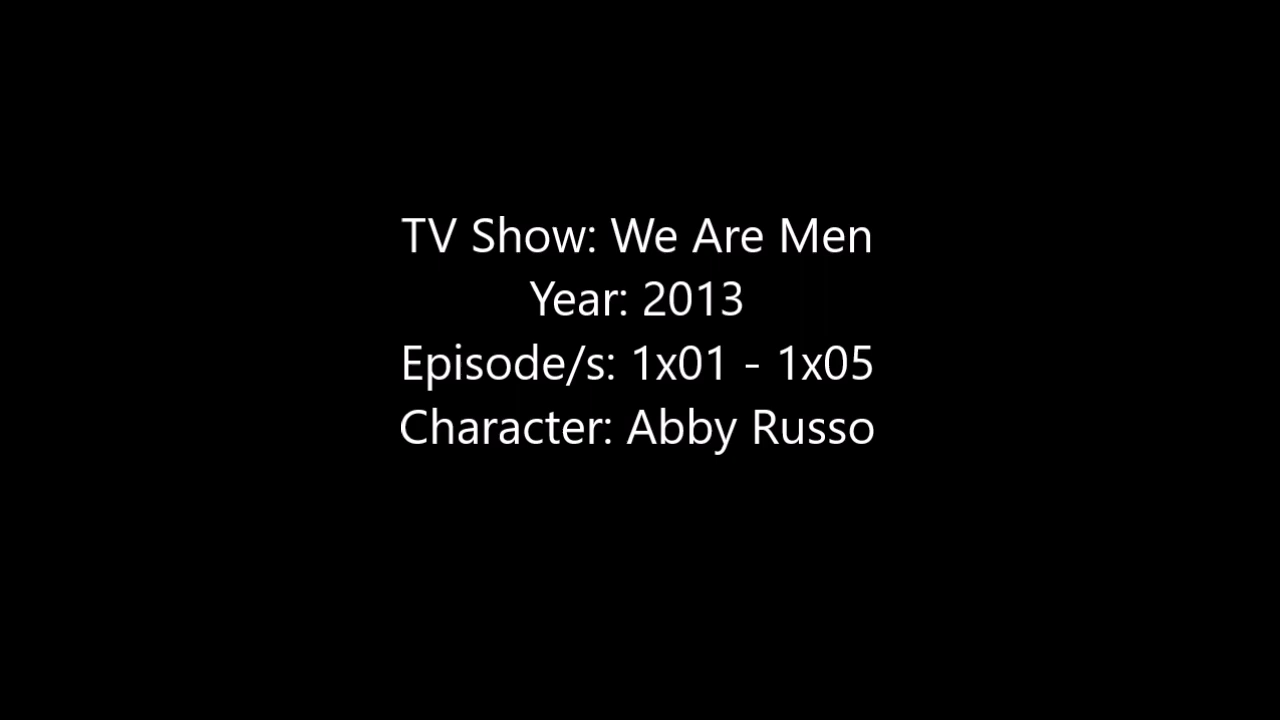 TV Show: We Are Men
Year: 2013
Episode/s: 1x01 - 1x05
Character: Abby Russo